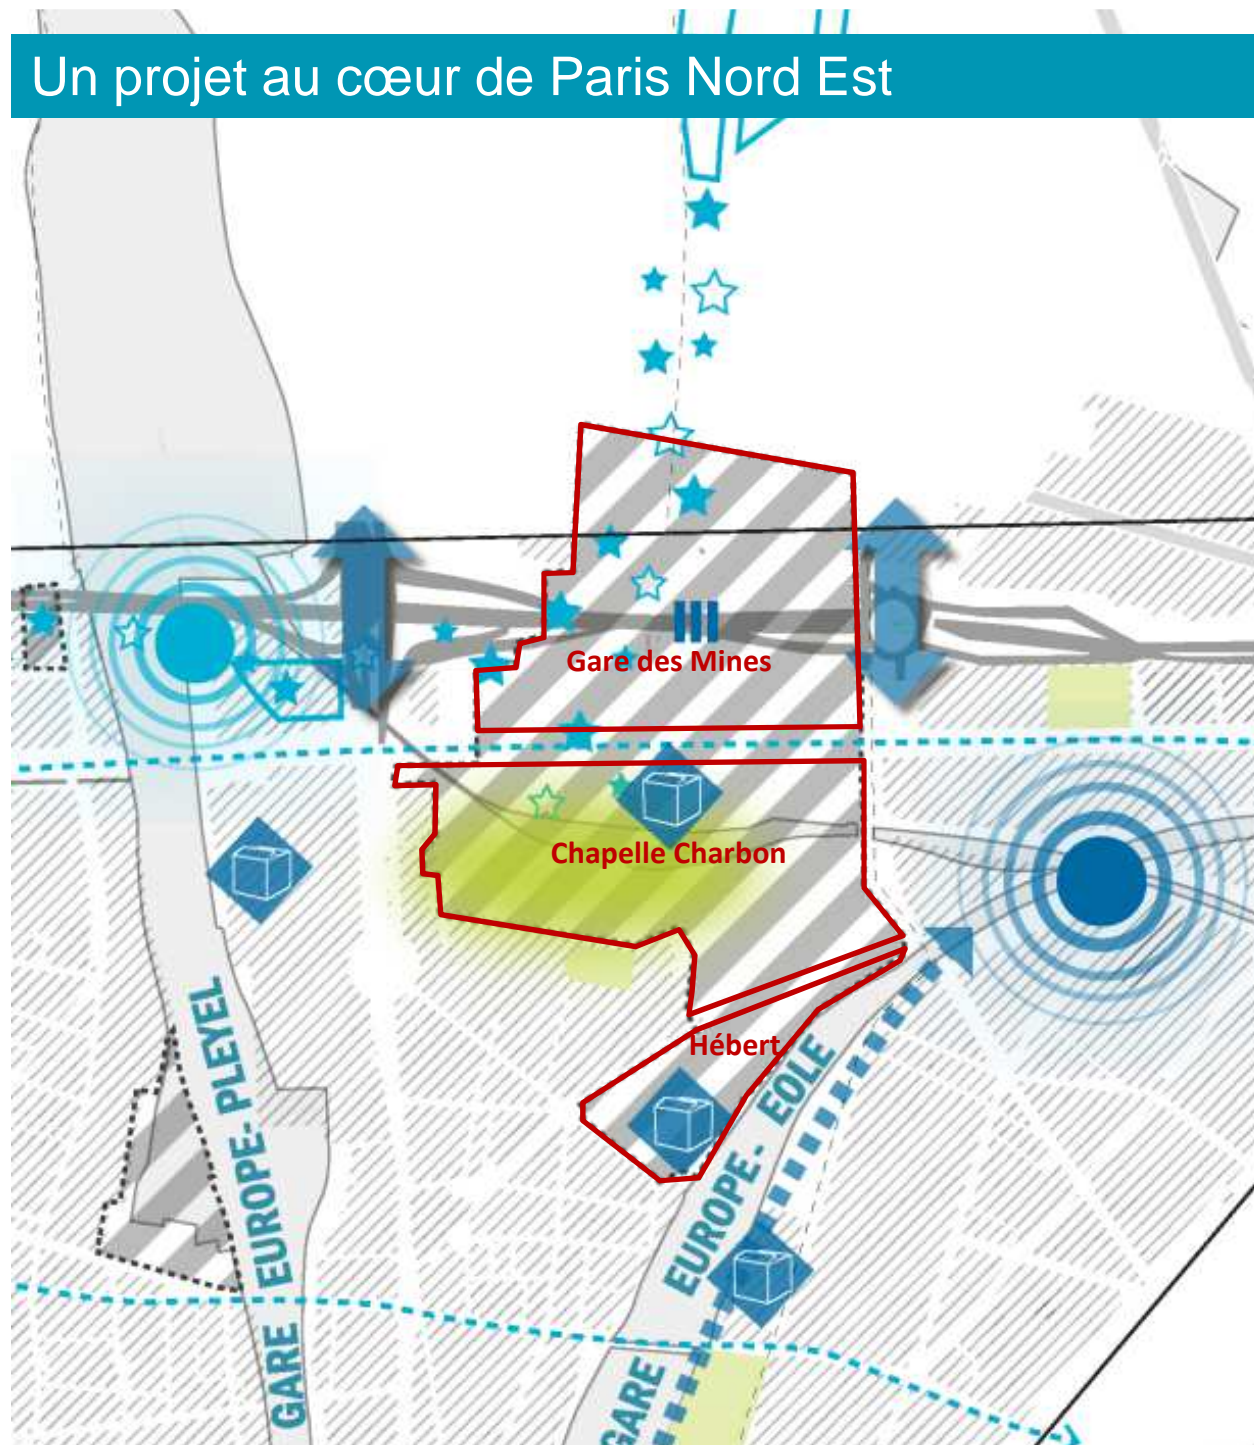 Un projet au cœur de Paris Nord Est
Gare des Mines
Chapelle Charbon
Hébert
GARE EUROPE- PLEYEL
GARE EUROPE- EOLE